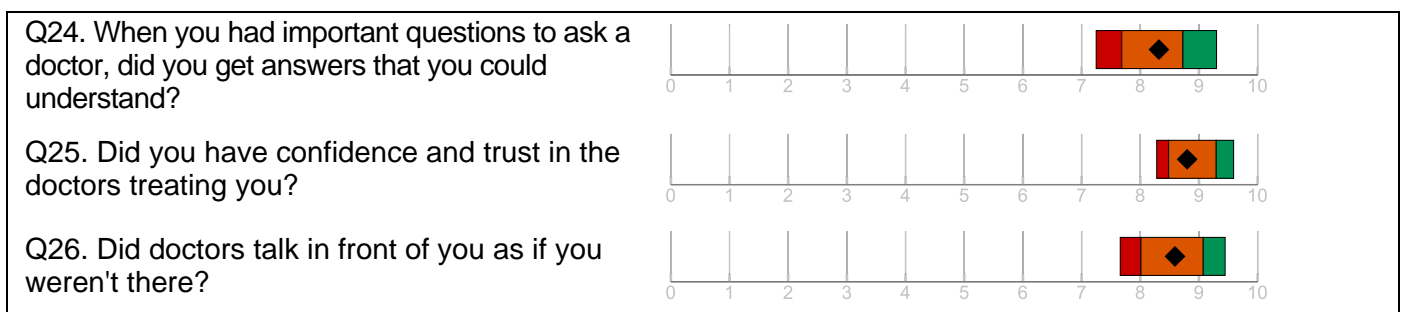 Q24. When you had important questions to ask a
doctor, did you get answers that you could
understand?
0 1 2 3 4 5 6 7 8 9 10
Q25. Did you have confidence and trust in the
doctors treating you?
0 1 2 3 4 5 6 7 8 9 10
Q26. Did doctors talk in front of you as if you
weren't there?
0 1 2 3 4 5 6 7 8 9 10